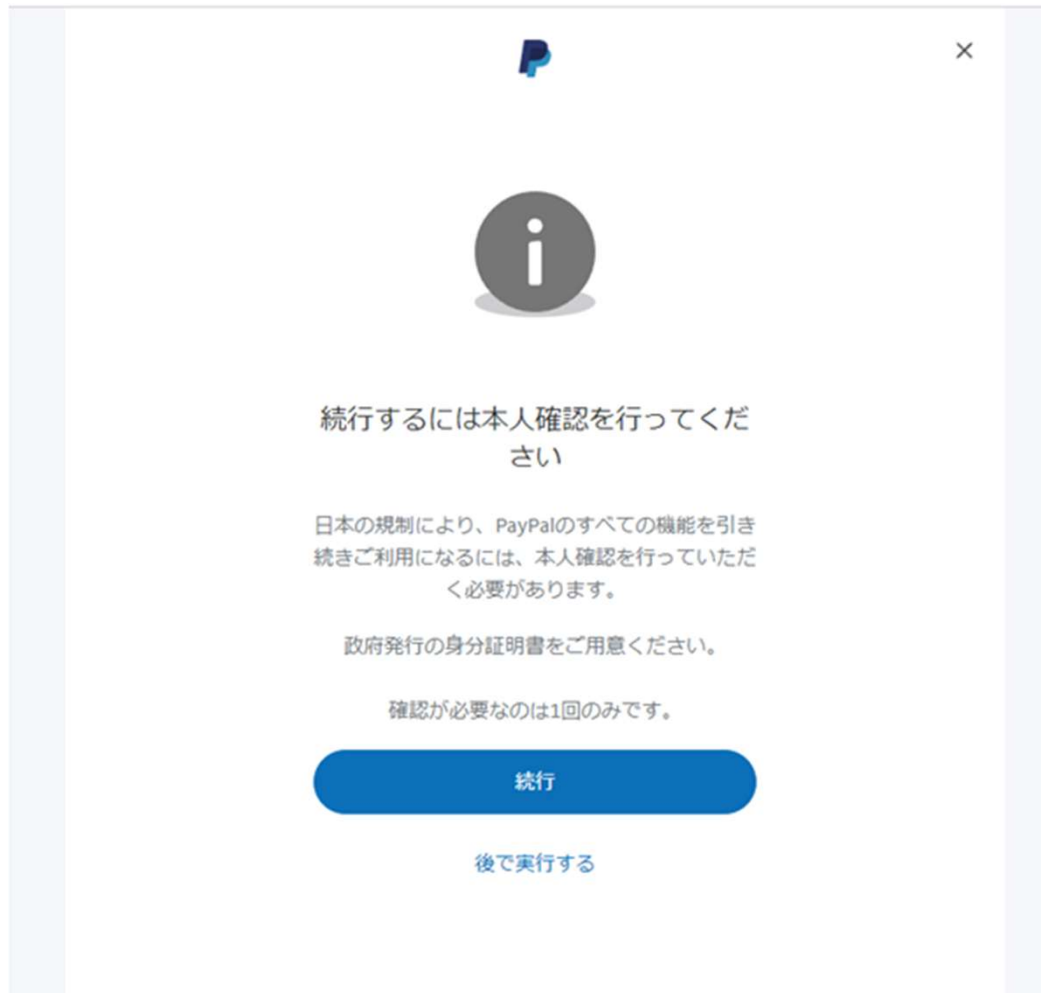 続行するには本人確認を行ってくだ
さい
日本の規制により、PayPalのすべての機能を引き
続きご利用になるには、本人確認を行っていただ
く必要があります。
政府発行の身分証明書をご用意ください。
確認が必要なのは1回のみです。
続行
後で実行する